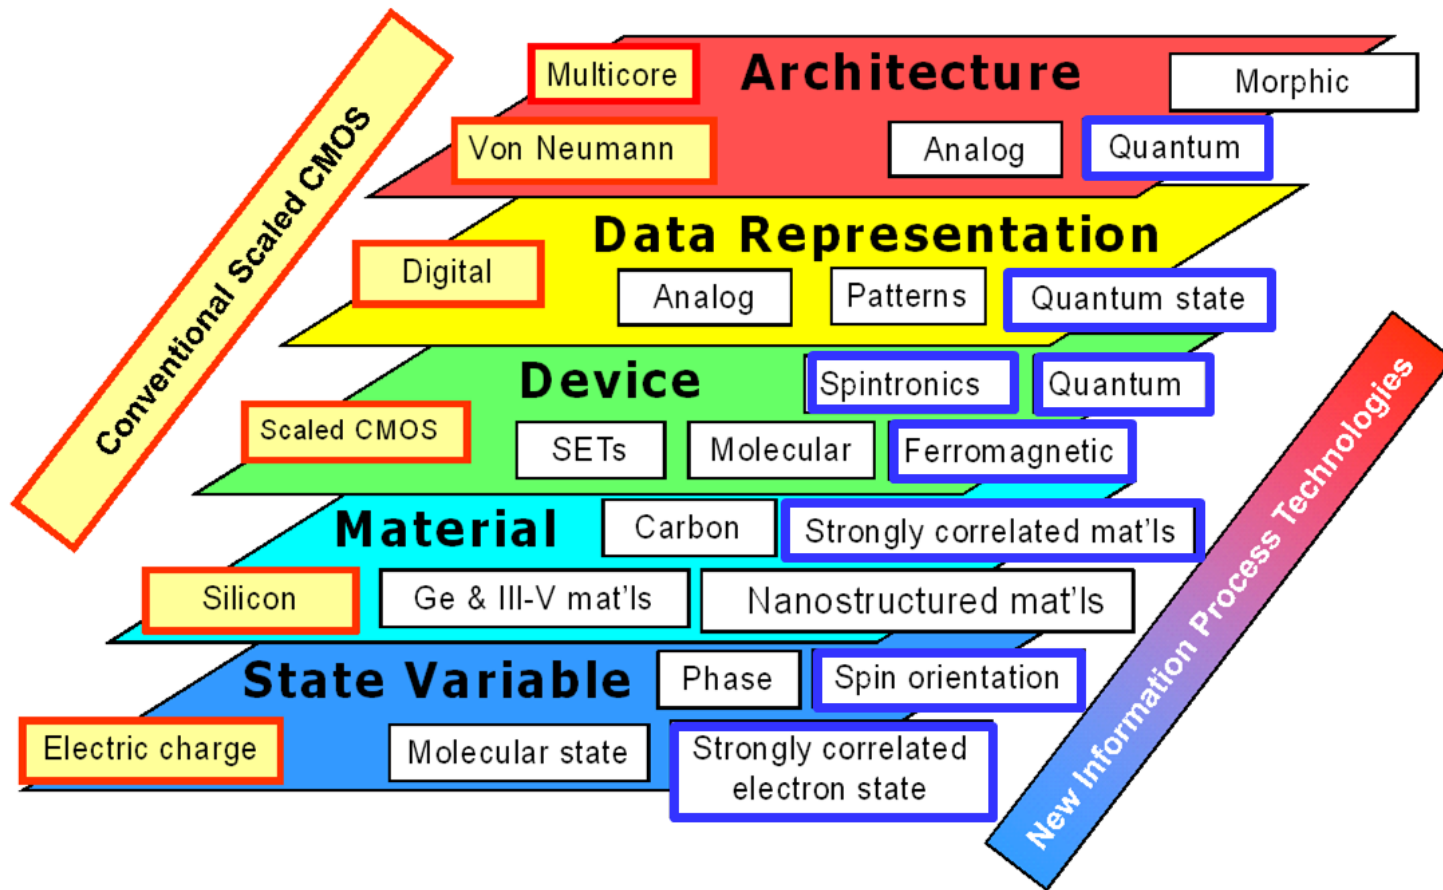 Conventional Scaled CMOS
Multicore
Architecture
Morphic
Von Neumann
Analog
Quantum
Data Representation
Digital
Analog
Patterns
Quantum state
Device
Spintronics
Quantum
Scaled CMOS
SETs
Molecular
Ferromagnetic
Material
Carbon
Strongly correlated mat'ls
Silicon
Ge & III-V mat'ls
Nanostructured mat'ls
State Variable
Phase
Spin orientation
Electric charge
Molecular state
Strongly correlated
electron state
New Information Process Technologies